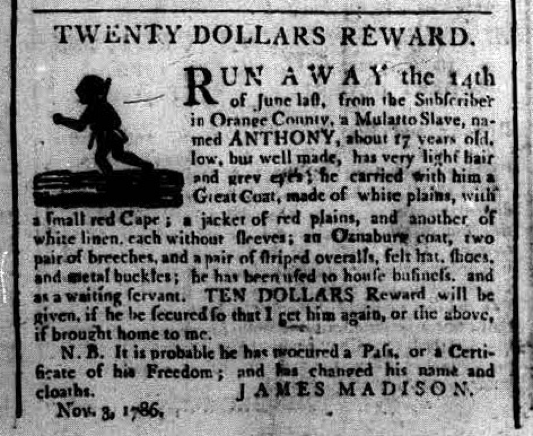 TWENTY DOLLARS REWARD.
RUN AWAY the 14th
of June laſt, from the Subſcriber
in Orange County, a Mulatto Slave, na-
med ANTHONY, about 17 years old,
low, but well made, has very light hair
and grey eyes; he carried with him a
Great Coat, made of white plains, with
a ſmall red Cape; a jacket of red plains, and another of
white linen, each without ſleeves; an Oznaburg coat, two
pair of breeches, and a pair of ſtriped overalls, felt hat, ſhoes,
and metal buckles; he has been uſed to houſe buſineſs, and
as a waiting ſervant. TEN DOLLARS Reward will be
given, if he be ſecured ſo that I get him again, or the above,
if brought home to me.
N. B. It is probable he has procured a Paſs, or a Certi-
ficate of his Freedom; and has changed his name and
cloaths. JAMES MADISON.
Nov. 3, 1786.